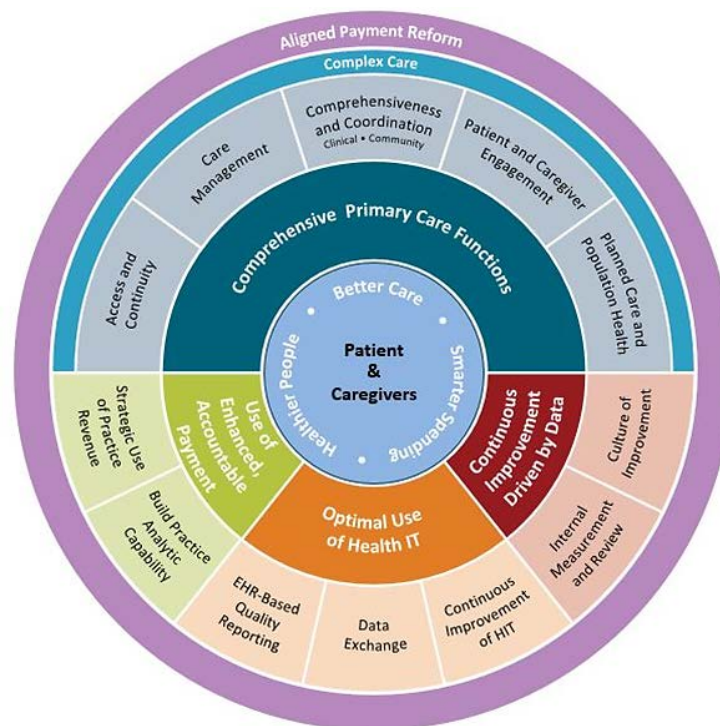 Aligned Payment Reform
Complex Care
Access and
Continuity
Care
Management
Comprehensiveness
and Coordination
Clinical • Community
Patient and Caregiver
Engagement
Planned Care and
Population Health
Comprehensive Primary Care Functions
Healthier People • Better Care • Smarter Spending •
Patient
&
Caregivers
Use of
Enhanced,
Accountable
Payment
Strategic Use
of Practice
Revenue
Build Practice
Analytic
Capability
Optimal Use
of Health IT
EHR-Based
Quality
Reporting
Data
Exchange
Continuous
Improvement
of HIT
Continuous
Improvement
Driven by Data
Internal
Measurement
and Review
Culture of
Improvement